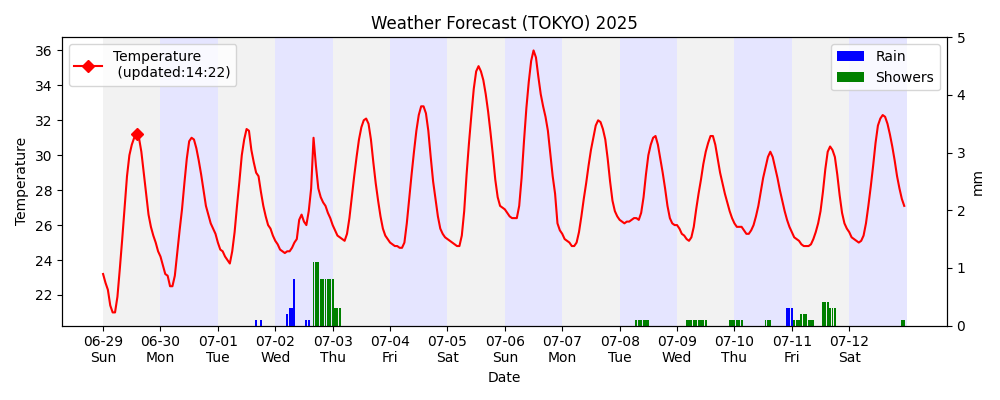 Weather Forecast (TOKYO) 2025
Temperature
(updated:14:22)
Rain
Showers
36
34
32
30
28
26
24
22
Temperature
5
4
3
2
1
0
mm
06-29 06-30 07-01 07-02 07-03 07-04 07-05 07-06 07-07 07-08 07-09 07-10 07-11 07-12
Sun Mon Tue Wed Thu Fri Sat Sun Mon Tue Wed Thu Fri Sat
Date